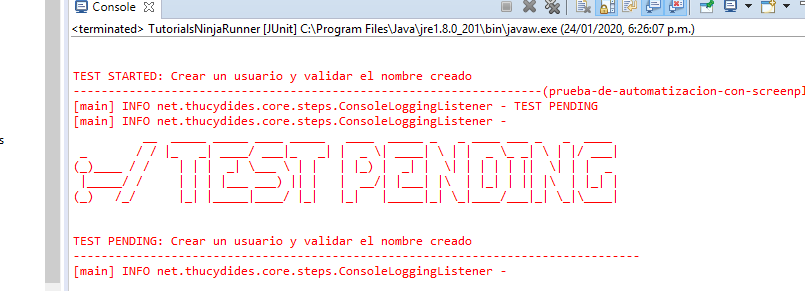 Console
<terminated> TutorialsNinjaRunner [JUnit] C:\Program Files\Java\jre1.8.0_201\bin\javaw.exe (24/01/2020, 6:26:07 p.m.)
TEST STARTED: Crear un usuario y validar el nombre creado
----------------------------------------------------------------(prueba-de-automatizacion-con-screenpl
[main] INFO net.thucydides.core.steps.ConsoleLoggingListener - TEST PENDING
[main] INFO net.thucydides.core.steps.ConsoleLoggingListener -
:-/ TEST PENDING
TEST PENDING: Crear un usuario y validar el nombre creado
--------------------------------------------------------------------------------
[main] INFO net.thucydides.core.steps.ConsoleLoggingListener -